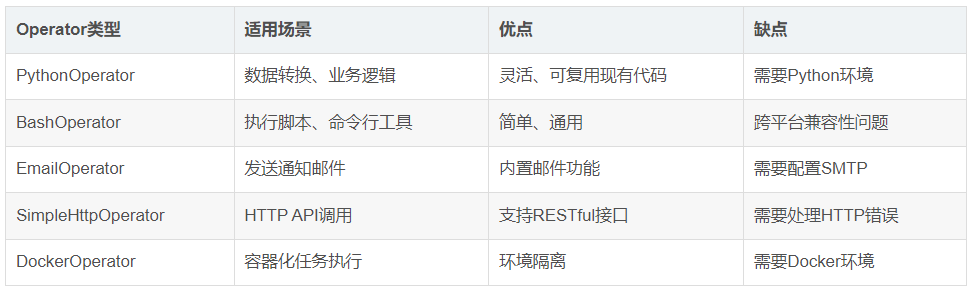 Operator类型 适用场景 优点 缺点
PythonOperator 数据转换、业务逻辑 灵活、可复用现有代码 需要Python环境
BashOperator 执行脚本、命令行工具 简单、通用 跨平台兼容性问题
EmailOperator 发送通知邮件 内置邮件功能 需要配置SMTP
SimpleHttpOperator HTTP API调用 支持RESTful接口 需要处理HTTP错误
DockerOperator 容器化任务执行 环境隔离 需要Docker环境